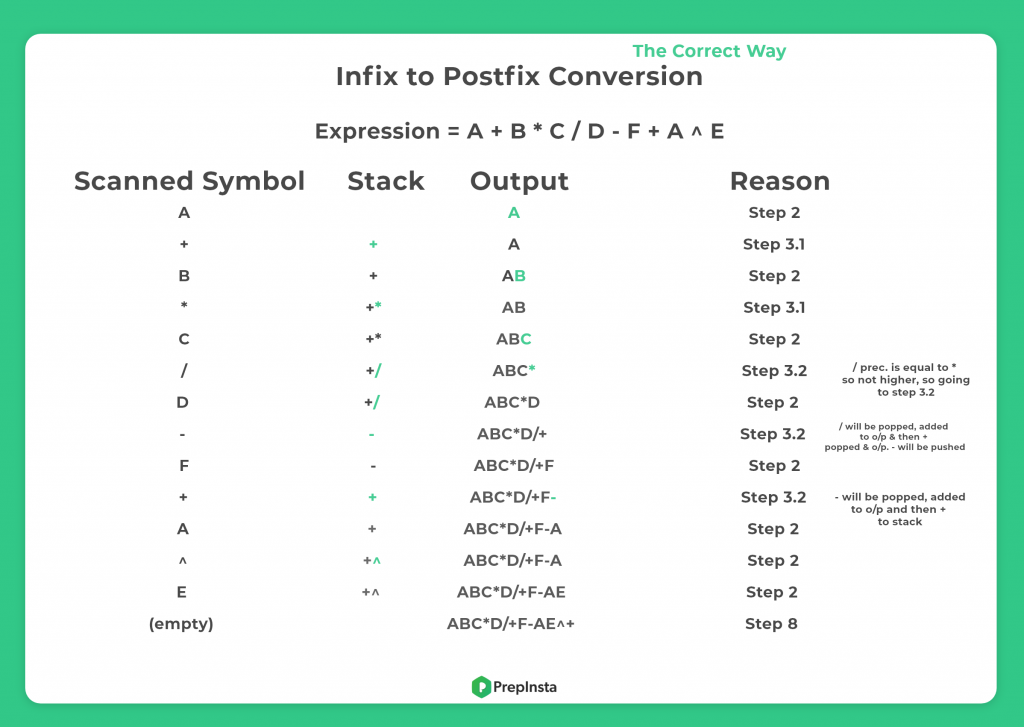 The Correct Way
Infix to Postfix Conversion
Expression = A + B * C / D - F + A ^ E
Scanned Symbol Stack Output Reason
A A Step 2
+ + A Step 3.1
B + AB Step 2
* +* AB Step 3.1
C +* ABC Step 2
/ +/ ABC* Step 3.2
/ prec. is equal to *
so not higher, so going
to step 3.2
D +/ ABC*D Step 2
- - ABC*D/+ Step 3.2
/ will be popped, added
to o/p & then +
popped & o/p. - will be pushed
F - ABC*D/+F Step 2
+ + ABC*D/+F- Step 3.2
- will be popped, added
to o/p and then +
to stack
A + ABC*D/+F-A Step 2
^ +^ ABC*D/+F-A Step 2
E +^ ABC*D/+F-AE Step 2
(empty) ABC*D/+F-AE^+ Step 8
PrepInsta